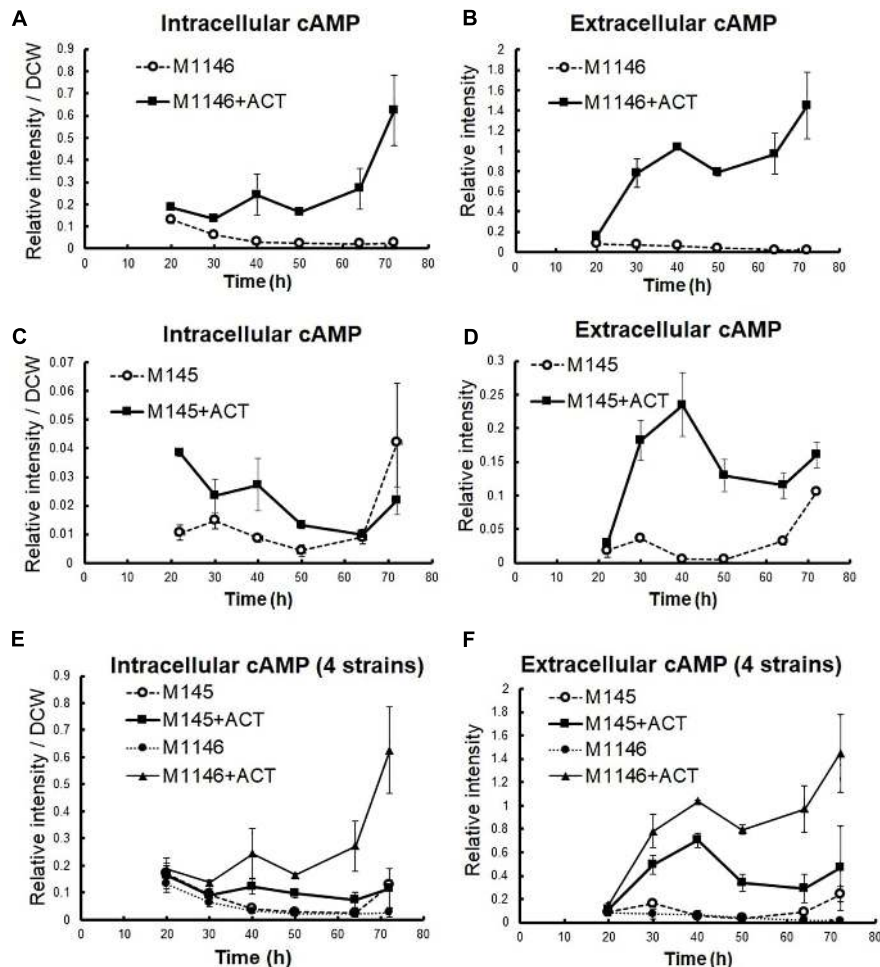 A
Intracellular cAMP
Relative intensity / DCW
0.9
0.8
0.7
0.6
0.5
0.4
0.3
0.2
0.1
0
M1146
M1146+ACT
0 10 20 30 40 50 60 70 80
Time (h)
B
Extracellular cAMP
Relative intensity
2
1.8
1.6
1.4
1.2
1
0.8
0.6
0.4
0.2
0
M1146
M1146+ACT
0 10 20 30 40 50 60 70 80
Time (h)
C
Intracellular cAMP
Relative intensity / DCW
0.07
0.06
0.05
0.04
0.03
0.02
0.01
0
M145
M145+ACT
0 10 20 30 40 50 60 70 80
Time (h)
D
Extracellular cAMP
Relative intensity
0.3
0.25
0.2
0.15
0.1
0.05
0
M145
M145+ACT
0 10 20 30 40 50 60 70 80
Time (h)
E
Intracellular cAMP (4 strains)
Relative intensity / DCW
0.9
0.8
0.7
0.6
0.5
0.4
0.3
0.2
0.1
0
M145
M145+ACT
M1146
M1146+ACT
0 10 20 30 40 50 60 70 80
Time (h)
F
Extracellular cAMP (4 strains)
Relative intensity
2
1.8
1.6
1.4
1.2
1
0.8
0.6
0.4
0.2
0
M145
M145+ACT
M1146
M1146+ACT
0 10 20 30 40 50 60 70 80
Time (h)